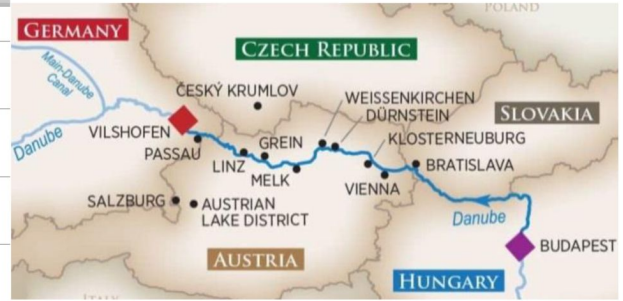 POLAND
GERMANY
CZECH REPUBLIC
Main-Danube
Canal
ČESKÝ KRUMLOV
WEISSENKIRCHEN
DÜRNSTEIN
SLOVAKIA
Danube
VILSHOFEN
PASSAU
LINZ
GREIN
MELK
KLOSTERNEUBURG
VIENNA
BRATISLAVA
SALZBURG
AUSTRIAN
LAKE DISTRICT
Danube
BUDAPEST
AUSTRIA
HUNGARY
ITALY